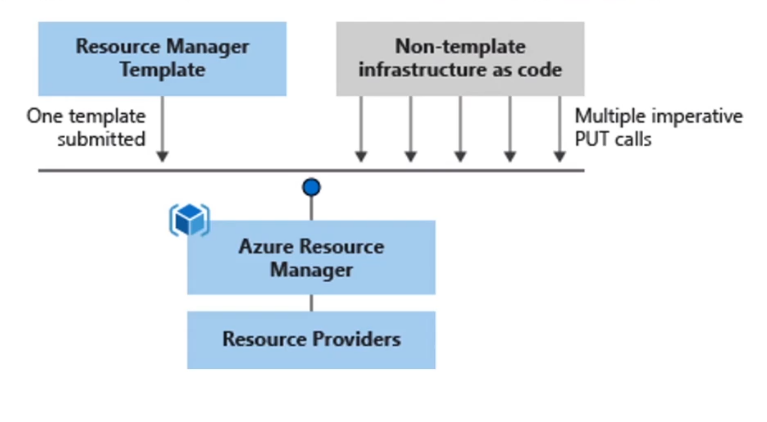 Resource Manager
Template
Non-template
infrastructure as code
One template
submitted
Multiple imperative
PUT calls
Azure Resource
Manager
Resource Providers